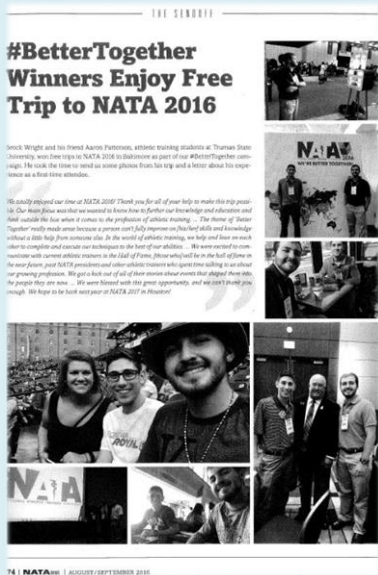 THE SENDOFF
#BetterTogether
Winners Enjoy Free
Trip to NATA 2016
Wright and his friend Aaron Patterson, athletic training students at Truman State
University, won free trips to NATA 2016 in Baltimore as part of our #BetterTogether cam-
paign. He took the time to send us some photos from his trip and a letter about his expe-
rience as a first-time attendee.
We totally enjoyed our time at NATA 2016! Thank you for all of your help to make this trip possi-
ble. Our main focus was that we wanted to know how to further our knowledge and education and
think outside the box when it comes to the profession of athletic training. ... The theme of 'Better
Together' really made sense because a person can't fully improve on [his/her] skills and knowledge
without a little help from someone else. In the world of athletic training, we help and lean on each
other to complete and execute our techniques to the best of our abilities. ... We were excited to com-
municate with current athletic trainers in the Hall of Fame, [those who] will be in the hall of fame in
the near future, past NATA presidents and other athletic trainers who spent time talking to us about
our growing profession. We got a kick out of all of their stories about events that shaped them into
the people they are now. ... We were blessed with this great opportunity, and we can't thank you
enough. We hope to be back next year at NATA 2017 in Houston!
NATA
WE'RE BETTER TOGETHER
ROYAL
NATA
74 | NATA | AUGUST/SEPTEMBER 2016